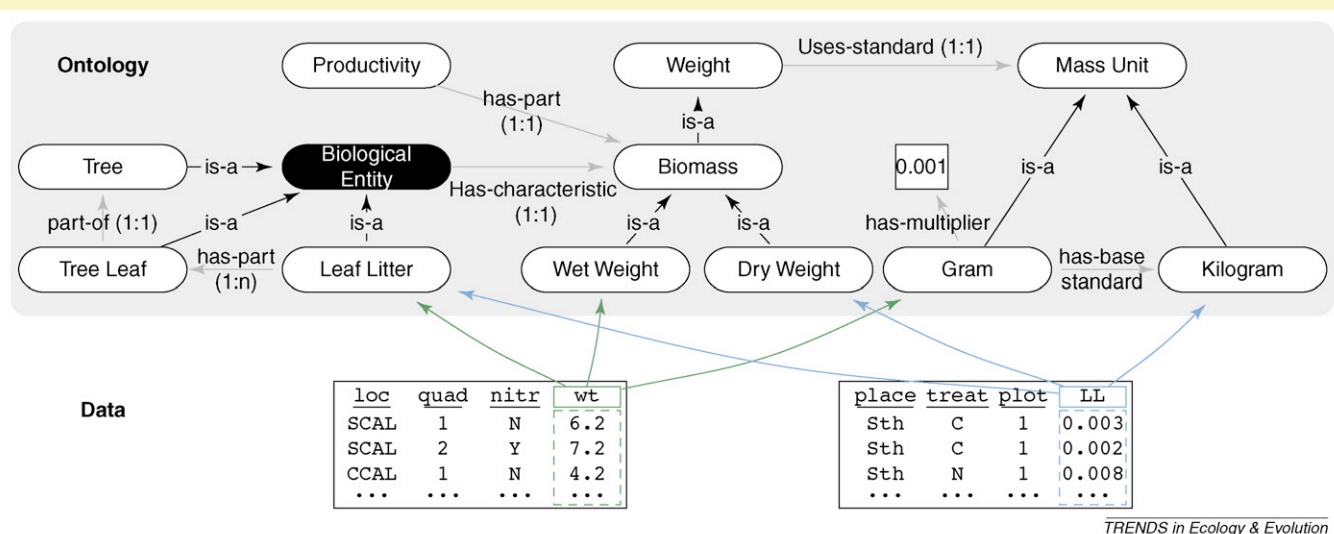 Ontology
Productivity
Weight
Uses-standard (1:1)
Mass Unit
has-part
(1:1)
is-a
Tree
is-a
Biological
Entity
Has-characteristic
(1:1)
Biomass
0.001
is-a
is-a
part-of (1:1)
is-a
is-a
is-a
is-a
has-multiplier
Tree Leaf
has-part
(1:n)
Leaf Litter
Wet Weight
Dry Weight
Gram
has-base
standard
Kilogram
Data
loc quad nitr wt
SCAL 1 N 6.2
SCAL 2 Y 7.2
CCAL 1 N 4.2
... ... ... ...
place treat plot LL
Sth C 1 0.003
Sth C 1 0.002
Sth N 1 0.008
... ... ... ...
TRENDS in Ecology & Evolution